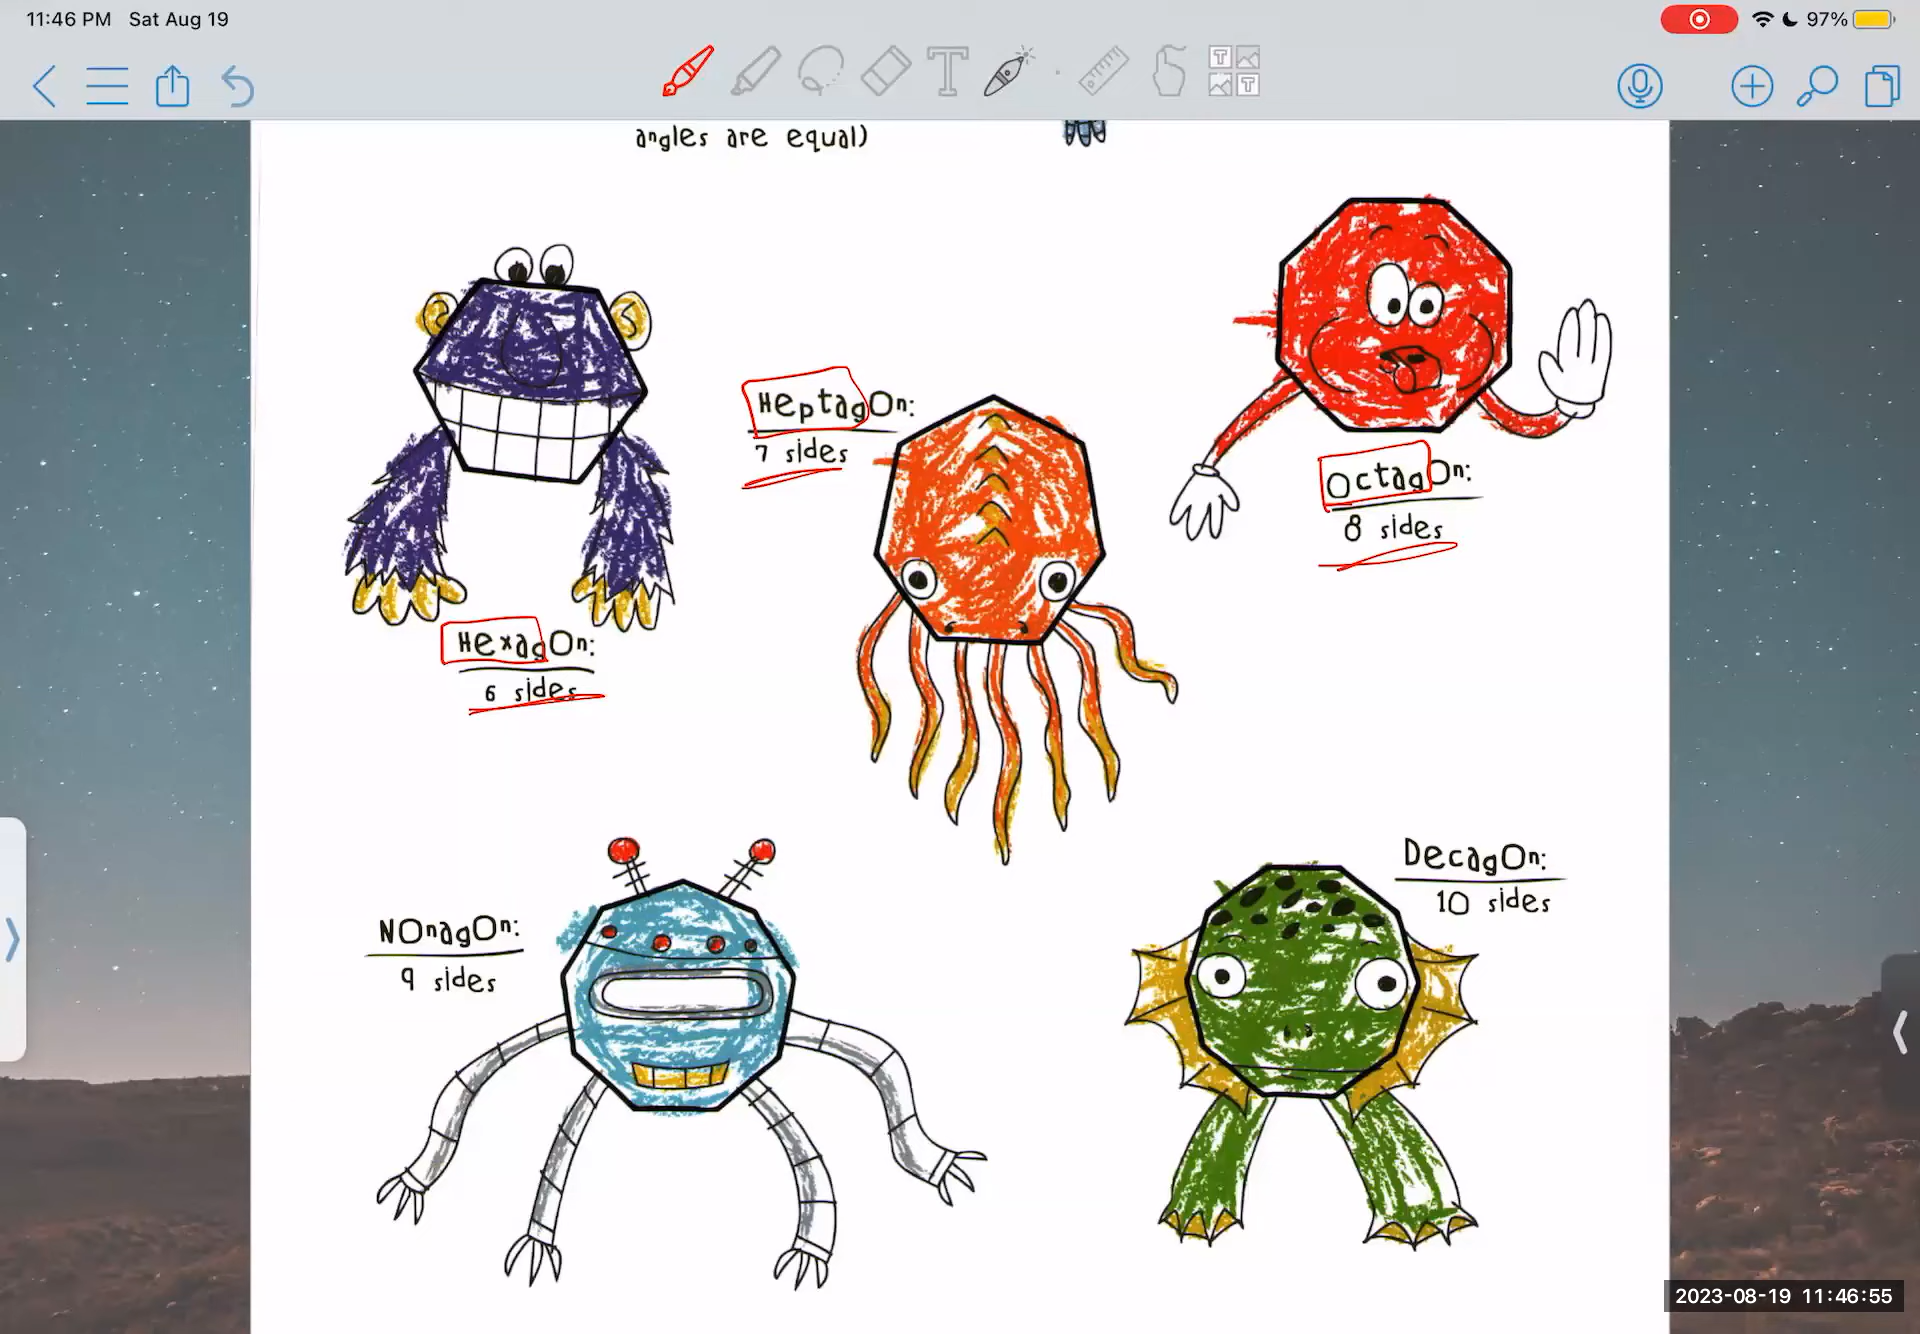 11:46 PM Sat Aug 19
97%
angles are equal)
HeptagOn:
7 sides
OctagOn:
8 sides
HexagOn:
6 sides
DecagOn:
10 sides
NOnagOn:
9 sides
2023-08-19 11:46:55